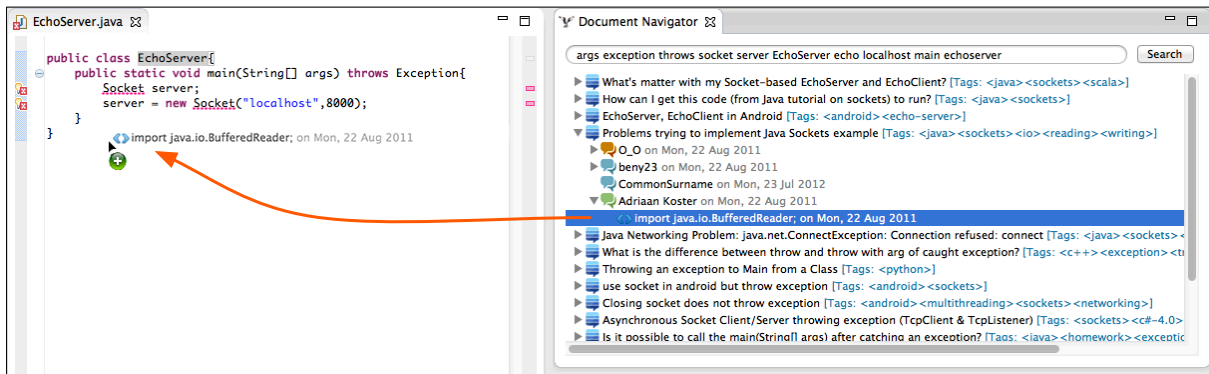 EchoServer.java
public class EchoServer{
public static void main(String[] args) throws Exception{
Socket server;
server = new Socket("localhost",8000);
}
}
import java.io.BufferedReader; on Mon, 22 Aug 2011
Document Navigator
args exception throws socket server EchoServer echo localhost main echoserver
Search
What's matter with my Socket-based EchoServer and EchoClient? [Tags: <java><sockets><scala>]
How can I get this code (from Java tutorial on sockets) to run? [Tags: <java><sockets>]
EchoServer, EchoClient in Android [Tags: <android><echo-server>]
Problems trying to implement Java Sockets example [Tags: <java><sockets><io><reading><writing>]
O_O on Mon, 22 Aug 2011
beny23 on Mon, 22 Aug 2011
CommonSurname on Mon, 23 Jul 2012
Adriaan Koster on Mon, 22 Aug 2011
import java.io.BufferedReader; on Mon, 22 Aug 2011
Java Networking Problem: java.net.ConnectException: Connection refused: connect [Tags: <java><sockets><
What is the difference between throw and throw with arg of caught exception? [Tags: <c++><exception><t
Throwing an exception to Main from a Class [Tags: <python>]
use socket in android but throw exception [Tags: <android><sockets>]
Closing socket does not throw exception [Tags: <android><multithreading><sockets><networking>]
Asynchronous Socket Client/Server throwing exception (TcpClient & TcpListener) [Tags: <sockets><c#-4.0>
Is it possible to call the main(String[] args) after catching an exception? [Tags: <java><homework><exceptio